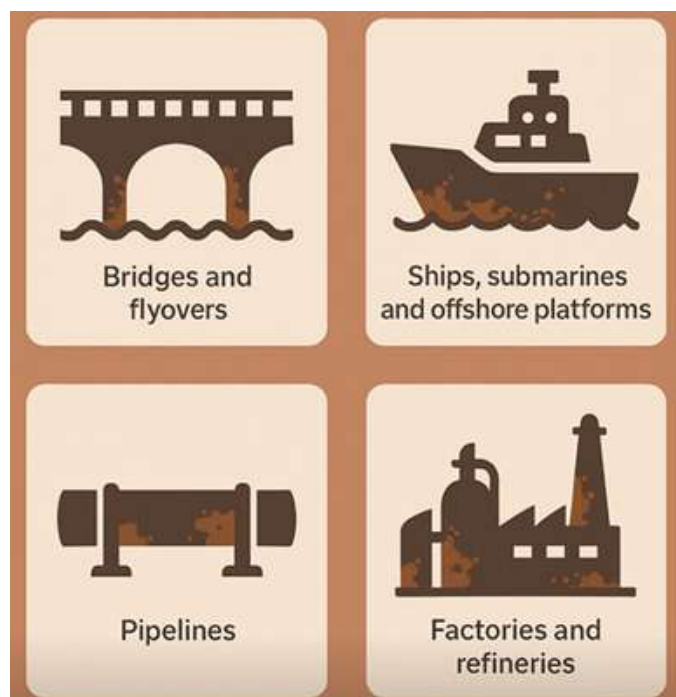 Bridges and
flyovers
Ships, submarines
and offshore platforms
Pipelines
Factories and
refineries